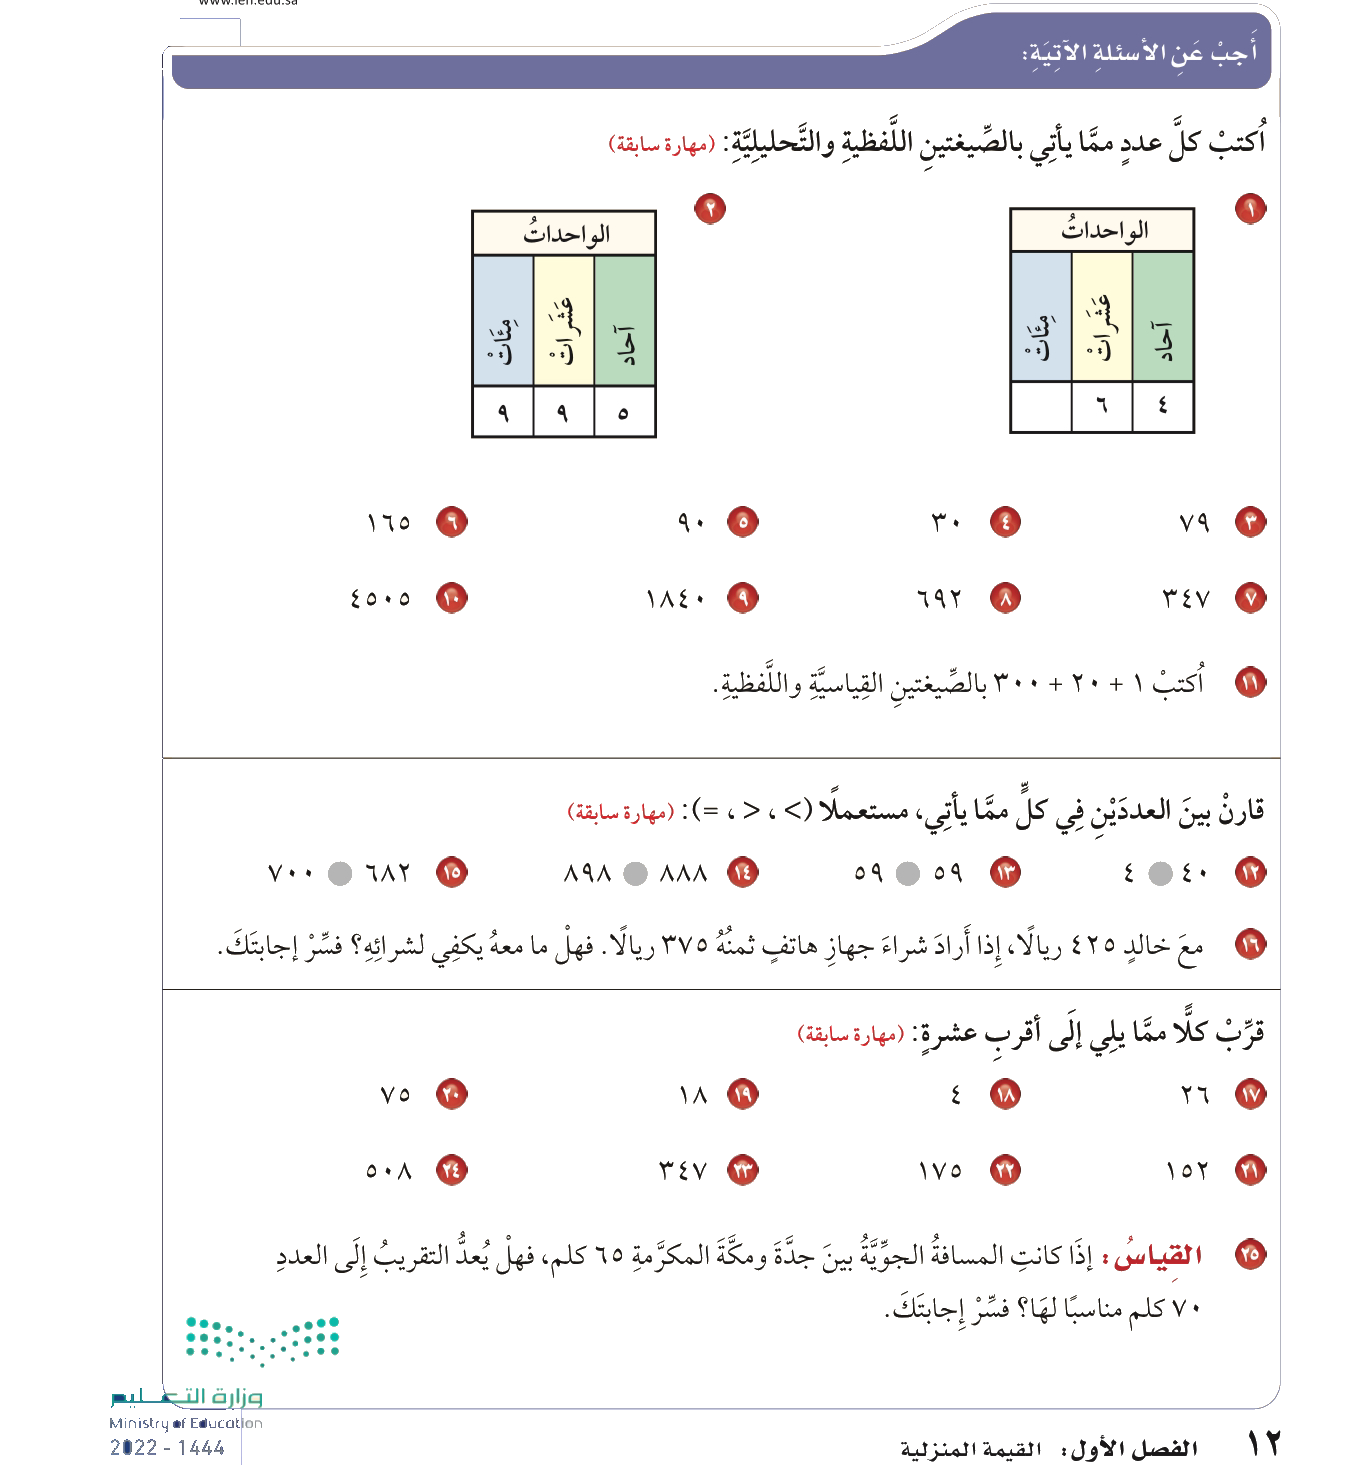 www.ien.edu.sa
أَجبْ عَنِ الأسئلةِ الآتِيَةِ:
اُكتبْ كلَّ عددٍ ممَّا يأتِي بالصِّيغتينِ اللَّفظيةِ والتَّحليليَّةِ: (مهارة سابقة)
١ ٢
الواحداتُ الواحداتُ
آحاد عَشَراتْ مِئَاتْ آحاد عَشَراتْ مِئَاتْ
٤ ٦ ٥ ٩ ٩
٣ ٧٩ ٤ ٣٠ ٥ ٩٠ ٦ ١٦٥
٧ ٣٤٧ ٨ ٦٩٢ ٩ ١٨٤٠ ١٠ ٤٥٠٥
١١ اُكتبْ ١ + ٢٠ + ٣٠٠ بالصِّيغتينِ القِياسيَّةِ واللَّفظيةِ.
قارنْ بينَ العددَيْنِ فِي كلٍّ ممَّا يأتِي، مستعملًا (> ، < ، =): (مهارة سابقة)
١٢ ٤٠ ● ٤ ١٣ ٥٩ ● ٥٩ ١٤ ٨٨٨ ● ٨٩٨ ١٥ ٦٨٢ ● ٧٠٠
١٦ معَ خالدٍ ٤٢٥ ريالًا، إِذا أَرادَ شراءَ جهازِ هاتفٍ ثمنُهُ ٣٧٥ ريالًا. فهلْ ما معهُ يكفِي لشرائِهِ؟ فسِّرْ إجابتَكَ.
قرِّبْ كلًّا ممَّا يلِي إلَى أقربِ عشرةٍ: (مهارة سابقة)
١٧ ٢٦ ١٨ ٤ ١٩ ١٨ ٢٠ ٧٥
٢١ ١٥٢ ٢٢ ١٧٥ ٢٣ ٣٤٧ ٢٤ ٥٠٨
٢٥ القِياسُ: إذَا كانتِ المسافةُ الجوِّيَّةُ بينَ جدَّةَ ومكَّةَ المكرَّمةِ ٦٥ كلم، فهلْ يُعدُّ التقريبُ إِلَى العددِ
٧٠ كلم مناسبًا لهَا؟ فسِّرْ إِجابتَكَ.
وزارة التعليم
Ministry of Education
2022 - 1444
١٢ الفصل الأول: القيمة المنزلية